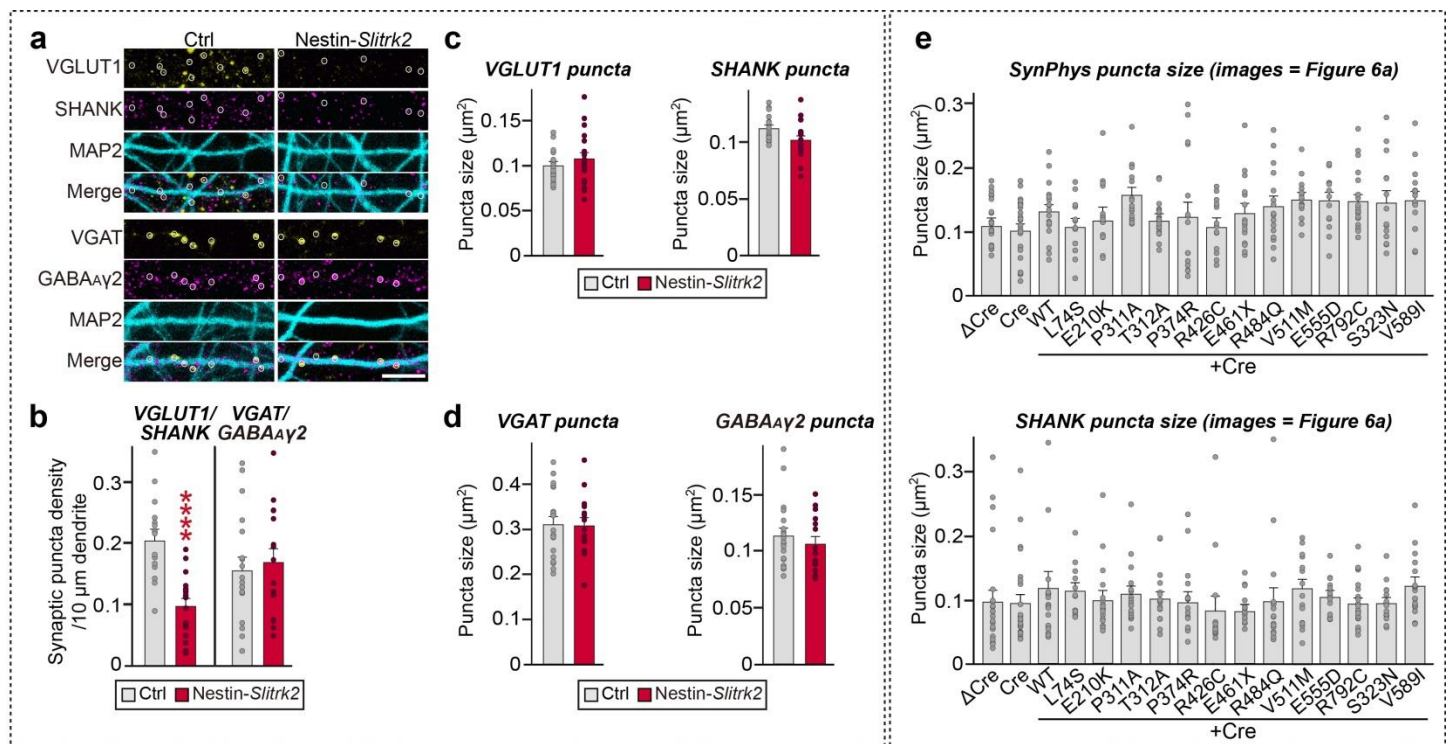 a
Ctrl Nestin-Slitrk2
VGLUT1
SHANK
MAP2
Merge
VGAT
GABAAγ2
MAP2
Merge
b
VGLUT1/ VGAT/
SHANK GABAAγ2
****
Synaptic puncta density
/10 μm dendrite
0.3
0.2
0.1
0
Ctrl Nestin-Slitrk2
c
VGLUT1 puncta
Puncta size (μm²)
0.15
0.1
0.05
0
SHANK puncta
Puncta size (μm²)
0.1
0
Ctrl Nestin-Slitrk2
d
VGAT puncta
Puncta size (μm²)
0.4
0.3
0.2
0.1
0
GABAAγ2 puncta
Puncta size (μm²)
0.15
0.1
0.05
0
Ctrl Nestin-Slitrk2
e
SynPhys puncta size (images = Figure 6a)
Puncta size (μm²)
0.3
0.2
0.1
0
ΔCre Cre WT L74S E210K P311A T312A P374R R426C E461X R484Q V511M E555D R792C S323N V589I
+Cre
SHANK puncta size (images = Figure 6a)
Puncta size (μm²)
0.3
0.2
0.1
0
ΔCre Cre WT L74S E210K P311A T312A P374R R426C E461X R484Q V511M E555D R792C S323N V589I
+Cre